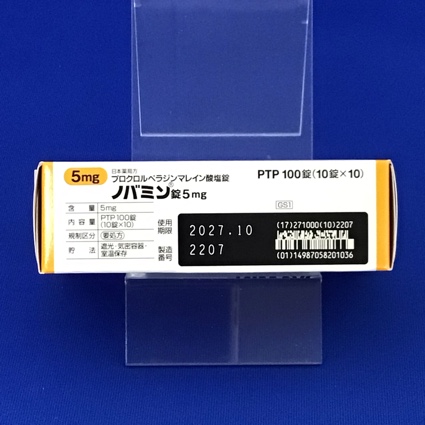 5mg
日本薬局方
プロクロルペラジンマレイン酸塩錠
ノバミン®錠5mg
PTP 100錠(10錠×10)
含量 5mg
内容量 PTP 100錠
(10錠×10)
規制区分 要処方
貯法 遮光・気密容器・
室温保存
使用
期限 2027.10
製造
番号 2207
GS1
(17)271000(10)2207
(01)14987058201036